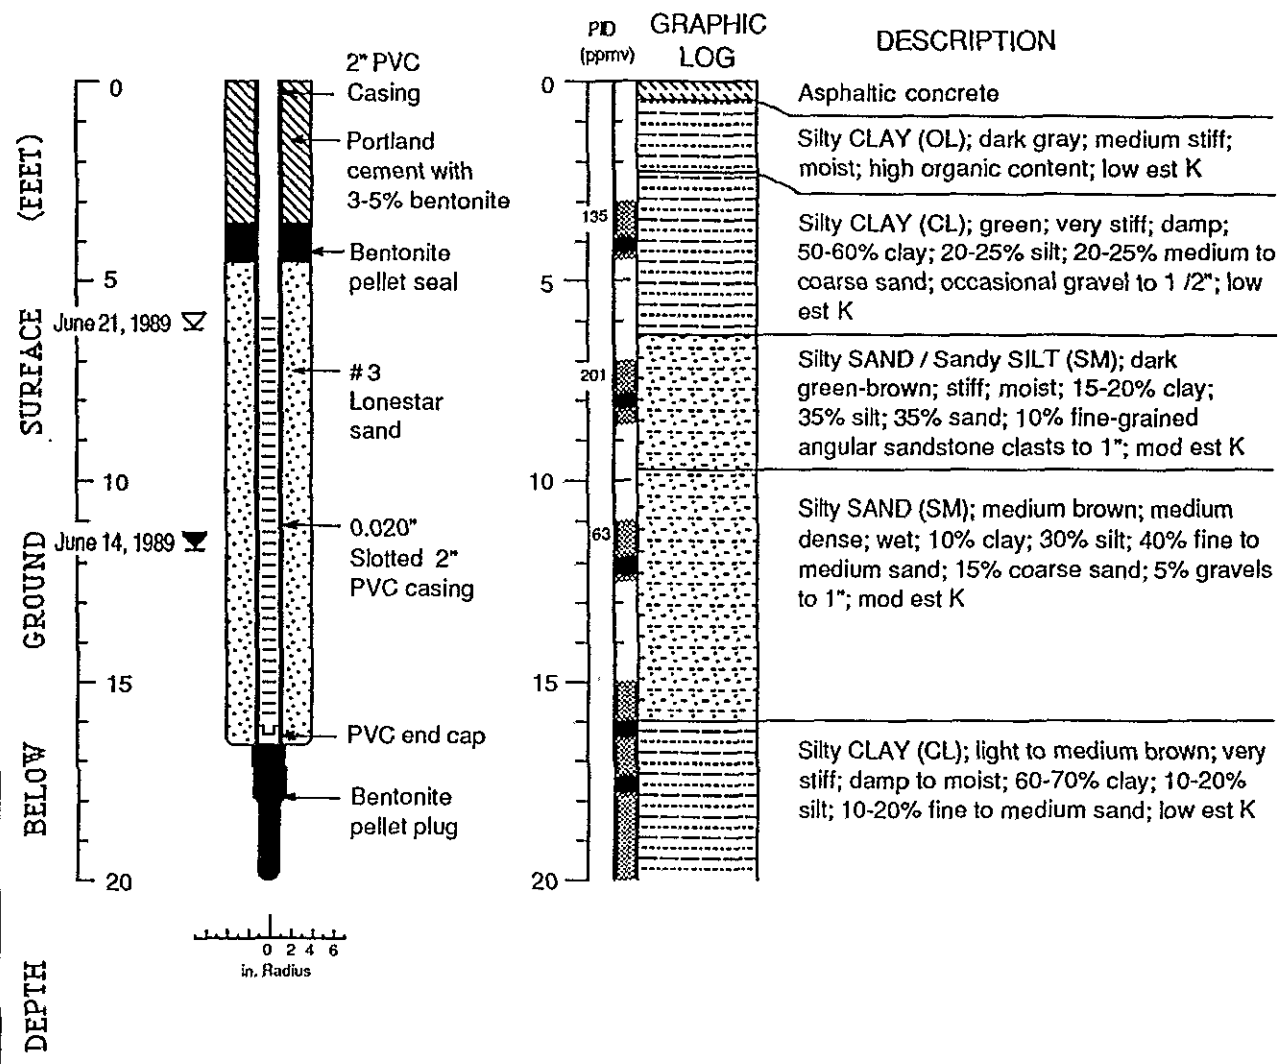 DEPTH BELOW GROUND SURFACE (FEET)
0
5
June 21, 1989
10
June 14, 1989
15
20
2" PVC
Casing
Portland
cement with
3-5% bentonite
Bentonite
pellet seal
#3
Lonestar
sand
0.020"
Slotted 2"
PVC casing
PVC end cap
Bentonite
pellet plug
0 2 4 6
in. Radius
PID
(ppmv)
GRAPHIC
LOG
DESCRIPTION
0
135
5
201
10
63
15
20
Asphaltic concrete
Silty CLAY (OL); dark gray; medium stiff;
moist; high organic content; low est K
Silty CLAY (CL); green; very stiff; damp;
50-60% clay; 20-25% silt; 20-25% medium to
coarse sand; occasional gravel to 1 /2"; low
est K
Silty SAND / Sandy SILT (SM); dark
green-brown; stiff; moist; 15-20% clay;
35% silt; 35% sand; 10% fine-grained
angular sandstone clasts to 1"; mod est K
Silty SAND (SM); medium brown; medium
dense; wet; 10% clay; 30% silt; 40% fine to
medium sand; 15% coarse sand; 5% gravels
to 1"; mod est K
Silty CLAY (CL); light to medium brown; very
stiff; damp to moist; 60-70% clay; 10-20%
silt; 10-20% fine to medium sand; low est K